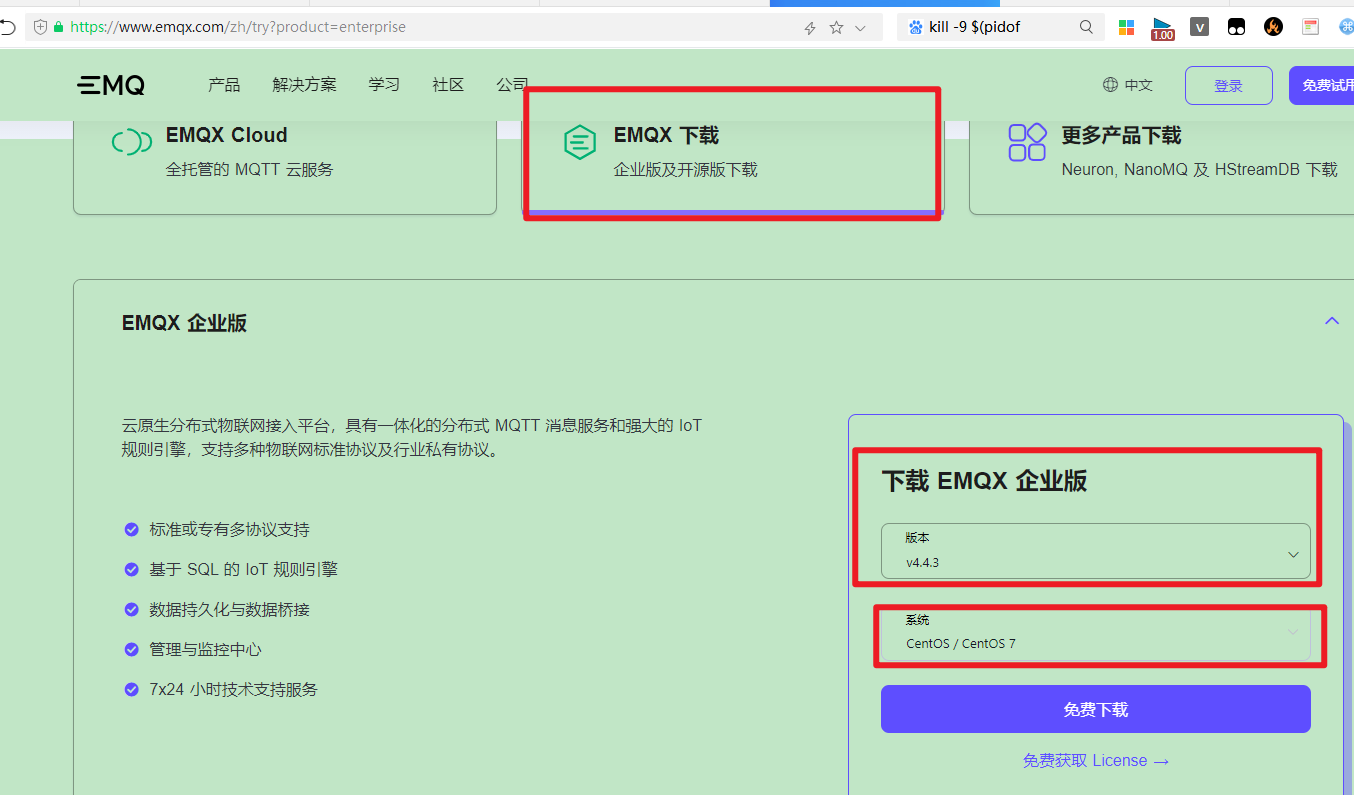 https://www.emqx.com/zh/try?product=enterprise
kill -9 $(pidof
1.00
V
EMQ
产品
解决方案
学习
社区
公司
中文
登录
免费试用
EMQX Cloud
全托管的 MQTT 云服务
EMQX 下载
企业版及开源版下载
更多产品下载
Neuron, NanoMQ 及 HStreamDB 下载
EMQX 企业版
云原生分布式物联网接入平台，具有一体化的分布式 MQTT 消息服务和强大的 IoT
规则引擎，支持多种物联网标准协议及行业私有协议。
标准或专有多协议支持
基于 SQL 的 IoT 规则引擎
数据持久化与数据桥接
管理与监控中心
7x24 小时技术支持服务
下载 EMQX 企业版
版本
v4.4.3
系统
CentOS / CentOS 7
免费下载
免费获取 License →